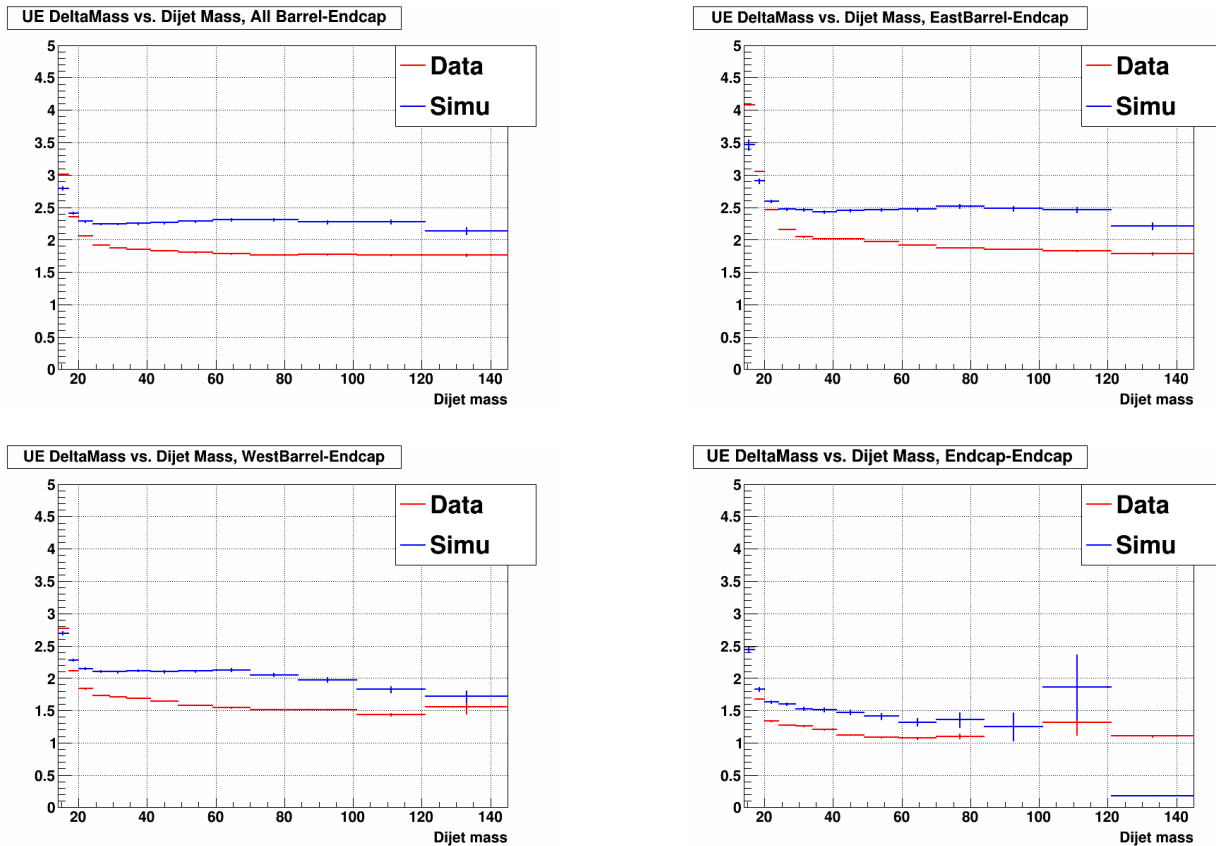 UE DeltaMass vs. Dijet Mass, All Barrel-Endcap
5
4.5
4
3.5
3
2.5
2
1.5
1
0.5
0
20 40 60 80 100 120 140
Dijet mass
Data
Simu
UE DeltaMass vs. Dijet Mass, EastBarrel-Endcap
5
4.5
4
3.5
3
2.5
2
1.5
1
0.5
0
20 40 60 80 100 120 140
Dijet mass
Data
Simu
UE DeltaMass vs. Dijet Mass, WestBarrel-Endcap
5
4.5
4
3.5
3
2.5
2
1.5
1
0.5
0
20 40 60 80 100 120 140
Dijet mass
Data
Simu
UE DeltaMass vs. Dijet Mass, Endcap-Endcap
5
4.5
4
3.5
3
2.5
2
1.5
1
0.5
0
20 40 60 80 100 120 140
Dijet mass
Data
Simu